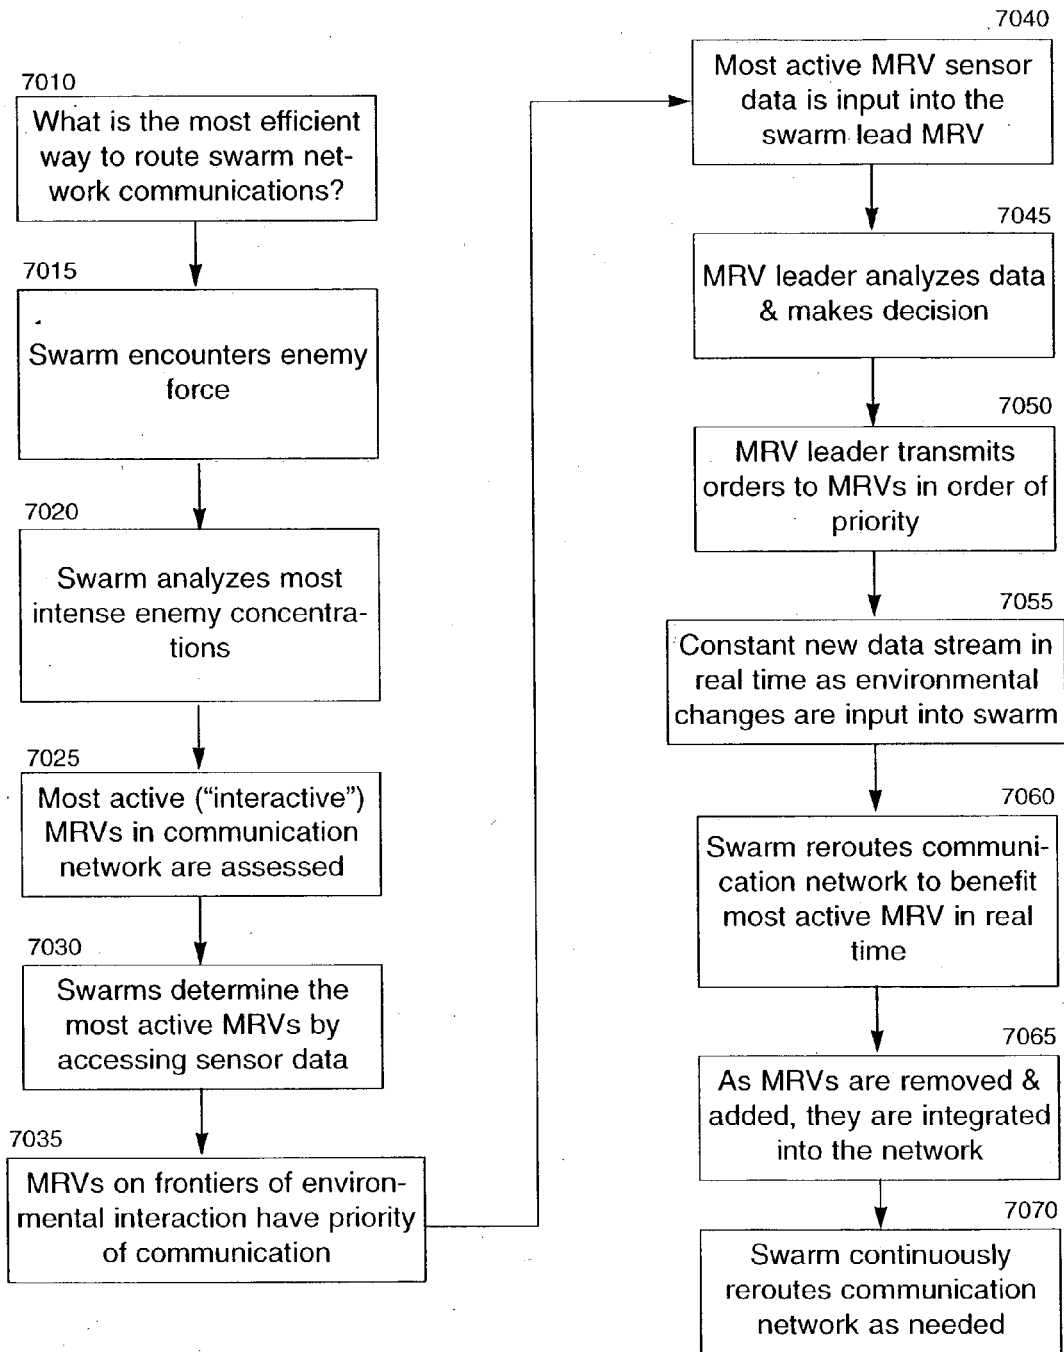 7010
What is the most efficient
way to route swarm net-
work communications?
7015
Swarm encounters enemy
force
7020
Swarm analyzes most
intense enemy concentra-
tions
7025
Most active (“interactive”)
MRVs in communication
network are assessed
7030
Swarms determine the
most active MRVs by
accessing sensor data
7035
MRVs on frontiers of environ-
mental interaction have priority
of communication
7040
Most active MRV sensor
data is input into the
swarm lead MRV
7045
MRV leader analyzes data
& makes decision
7050
MRV leader transmits
orders to MRVs in order of
priority
7055
Constant new data stream in
real time as environmental
changes are input into swarm
7060
Swarm reroutes communi-
cation network to benefit
most active MRV in real
time
7065
As MRVs are removed &
added, they are integrated
into the network
7070
Swarm continuously
reroutes communication
network as needed